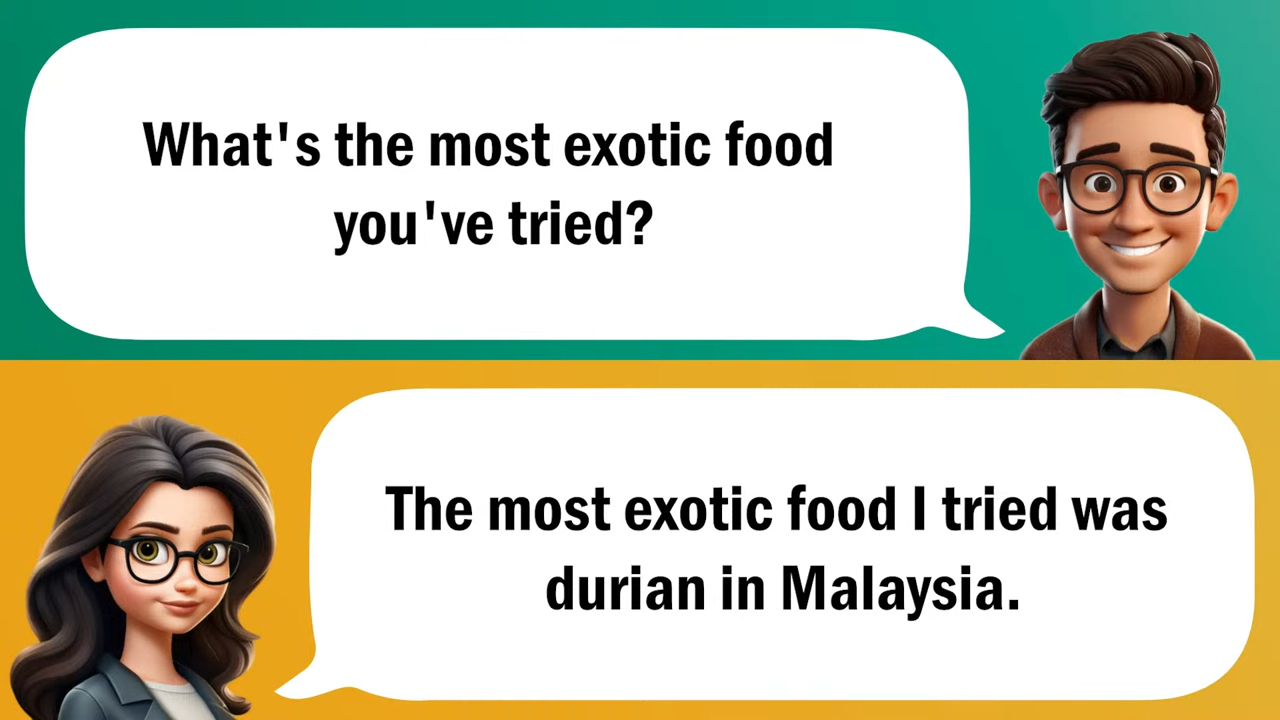 What's the most exotic food
you've tried?
The most exotic food I tried was
durian in Malaysia.